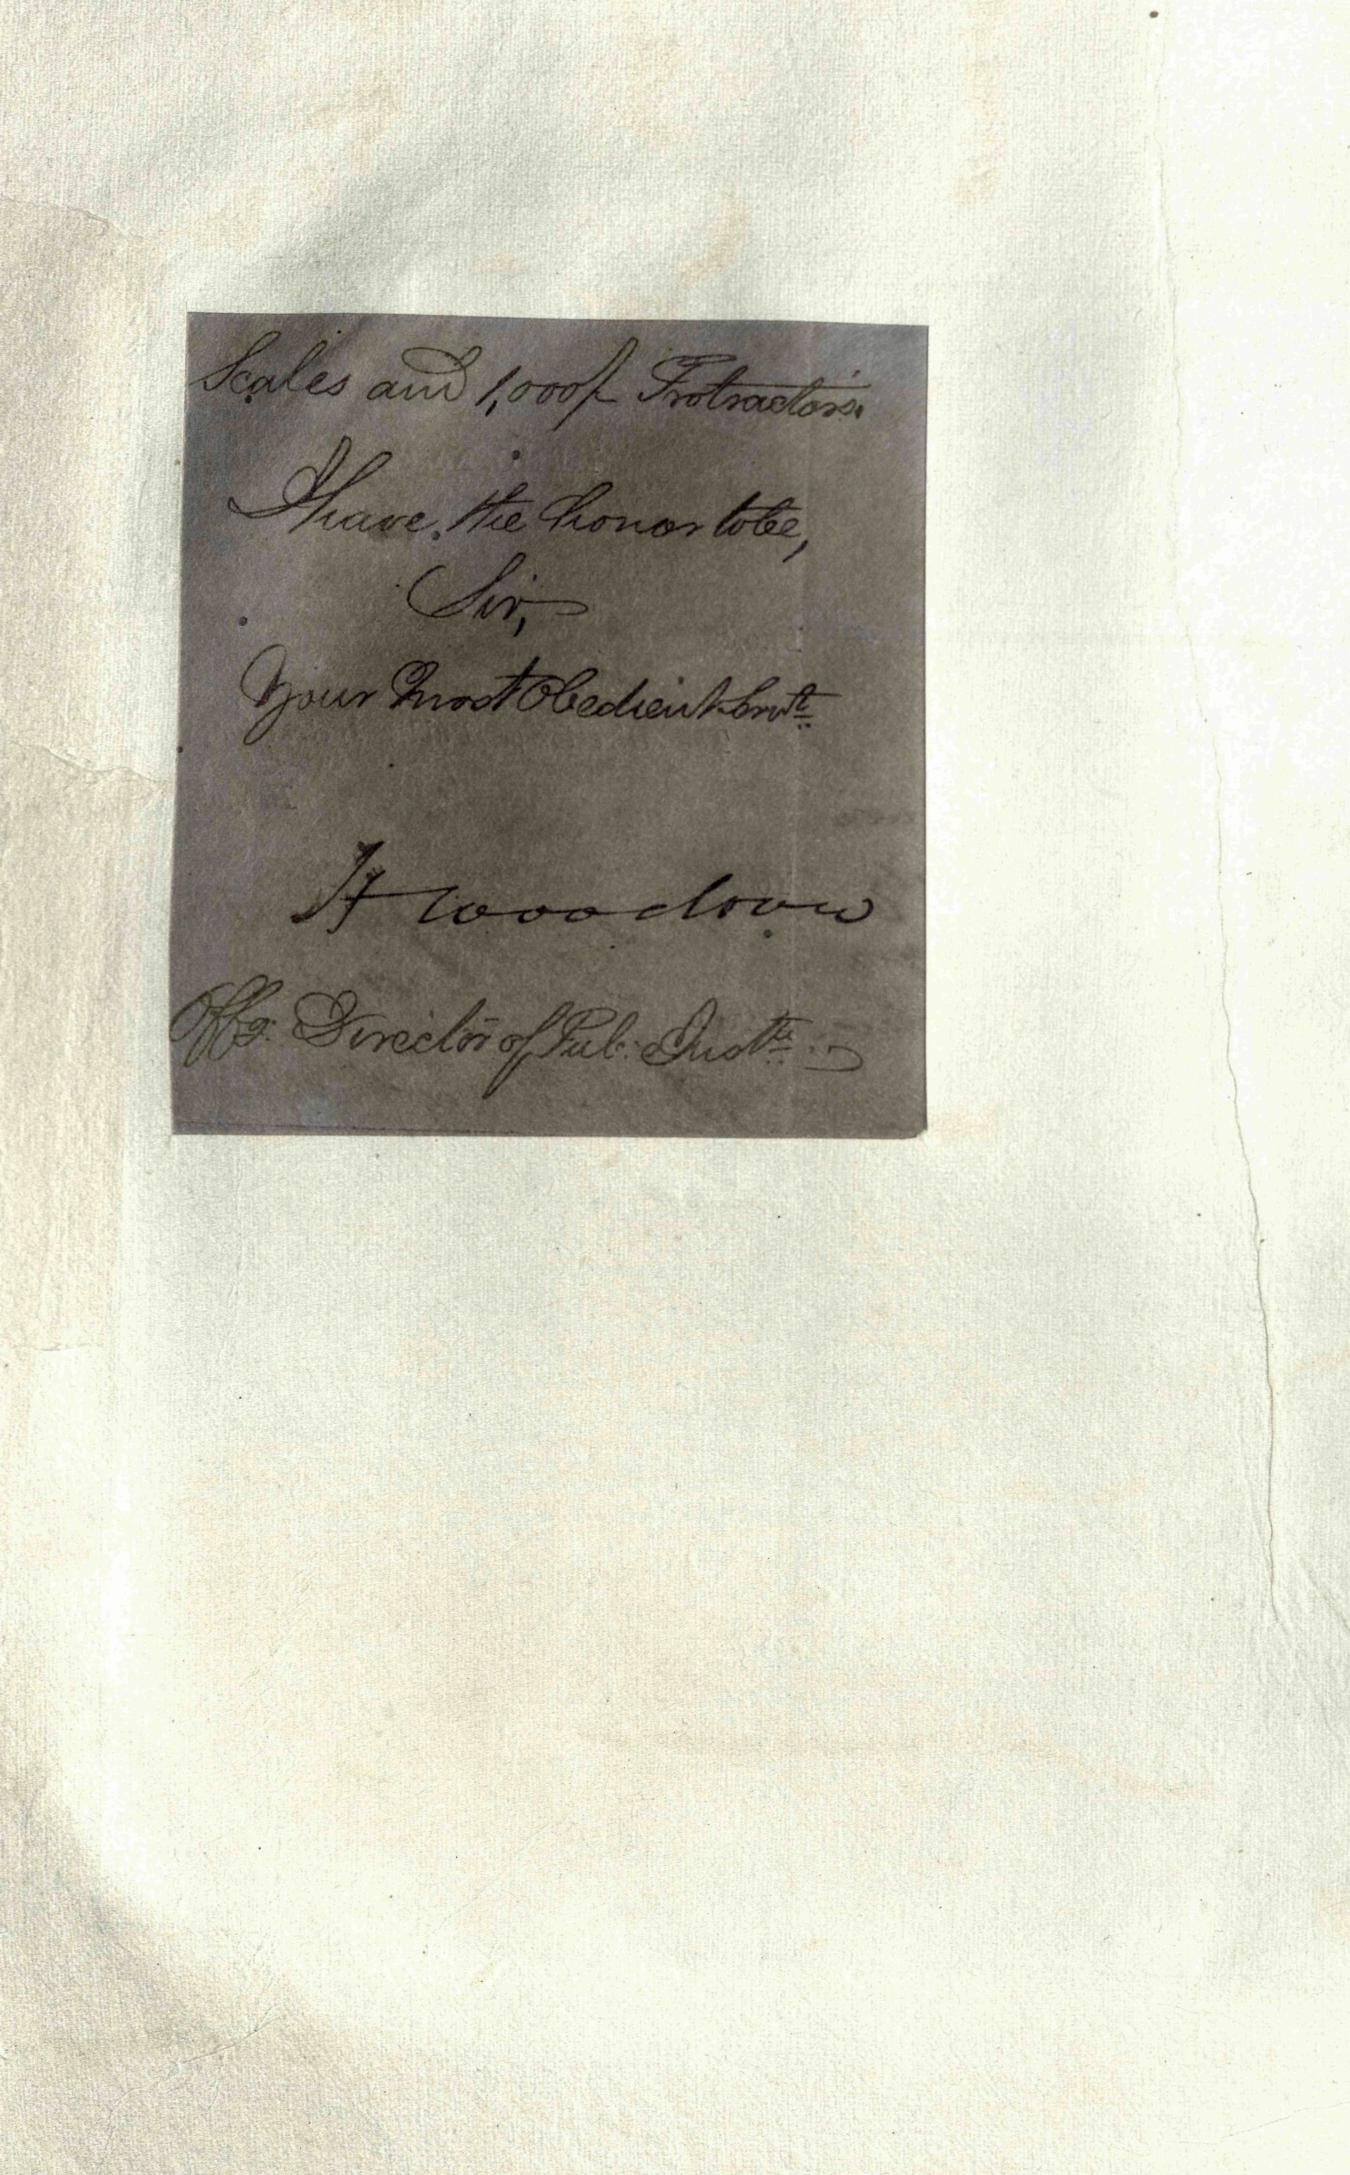 Scales and 1,000/- Protractors.
I have the honor to be,
Sir,
Your Most Obedient Servt
H Woodrow
Offg: Director of Pub: Instn